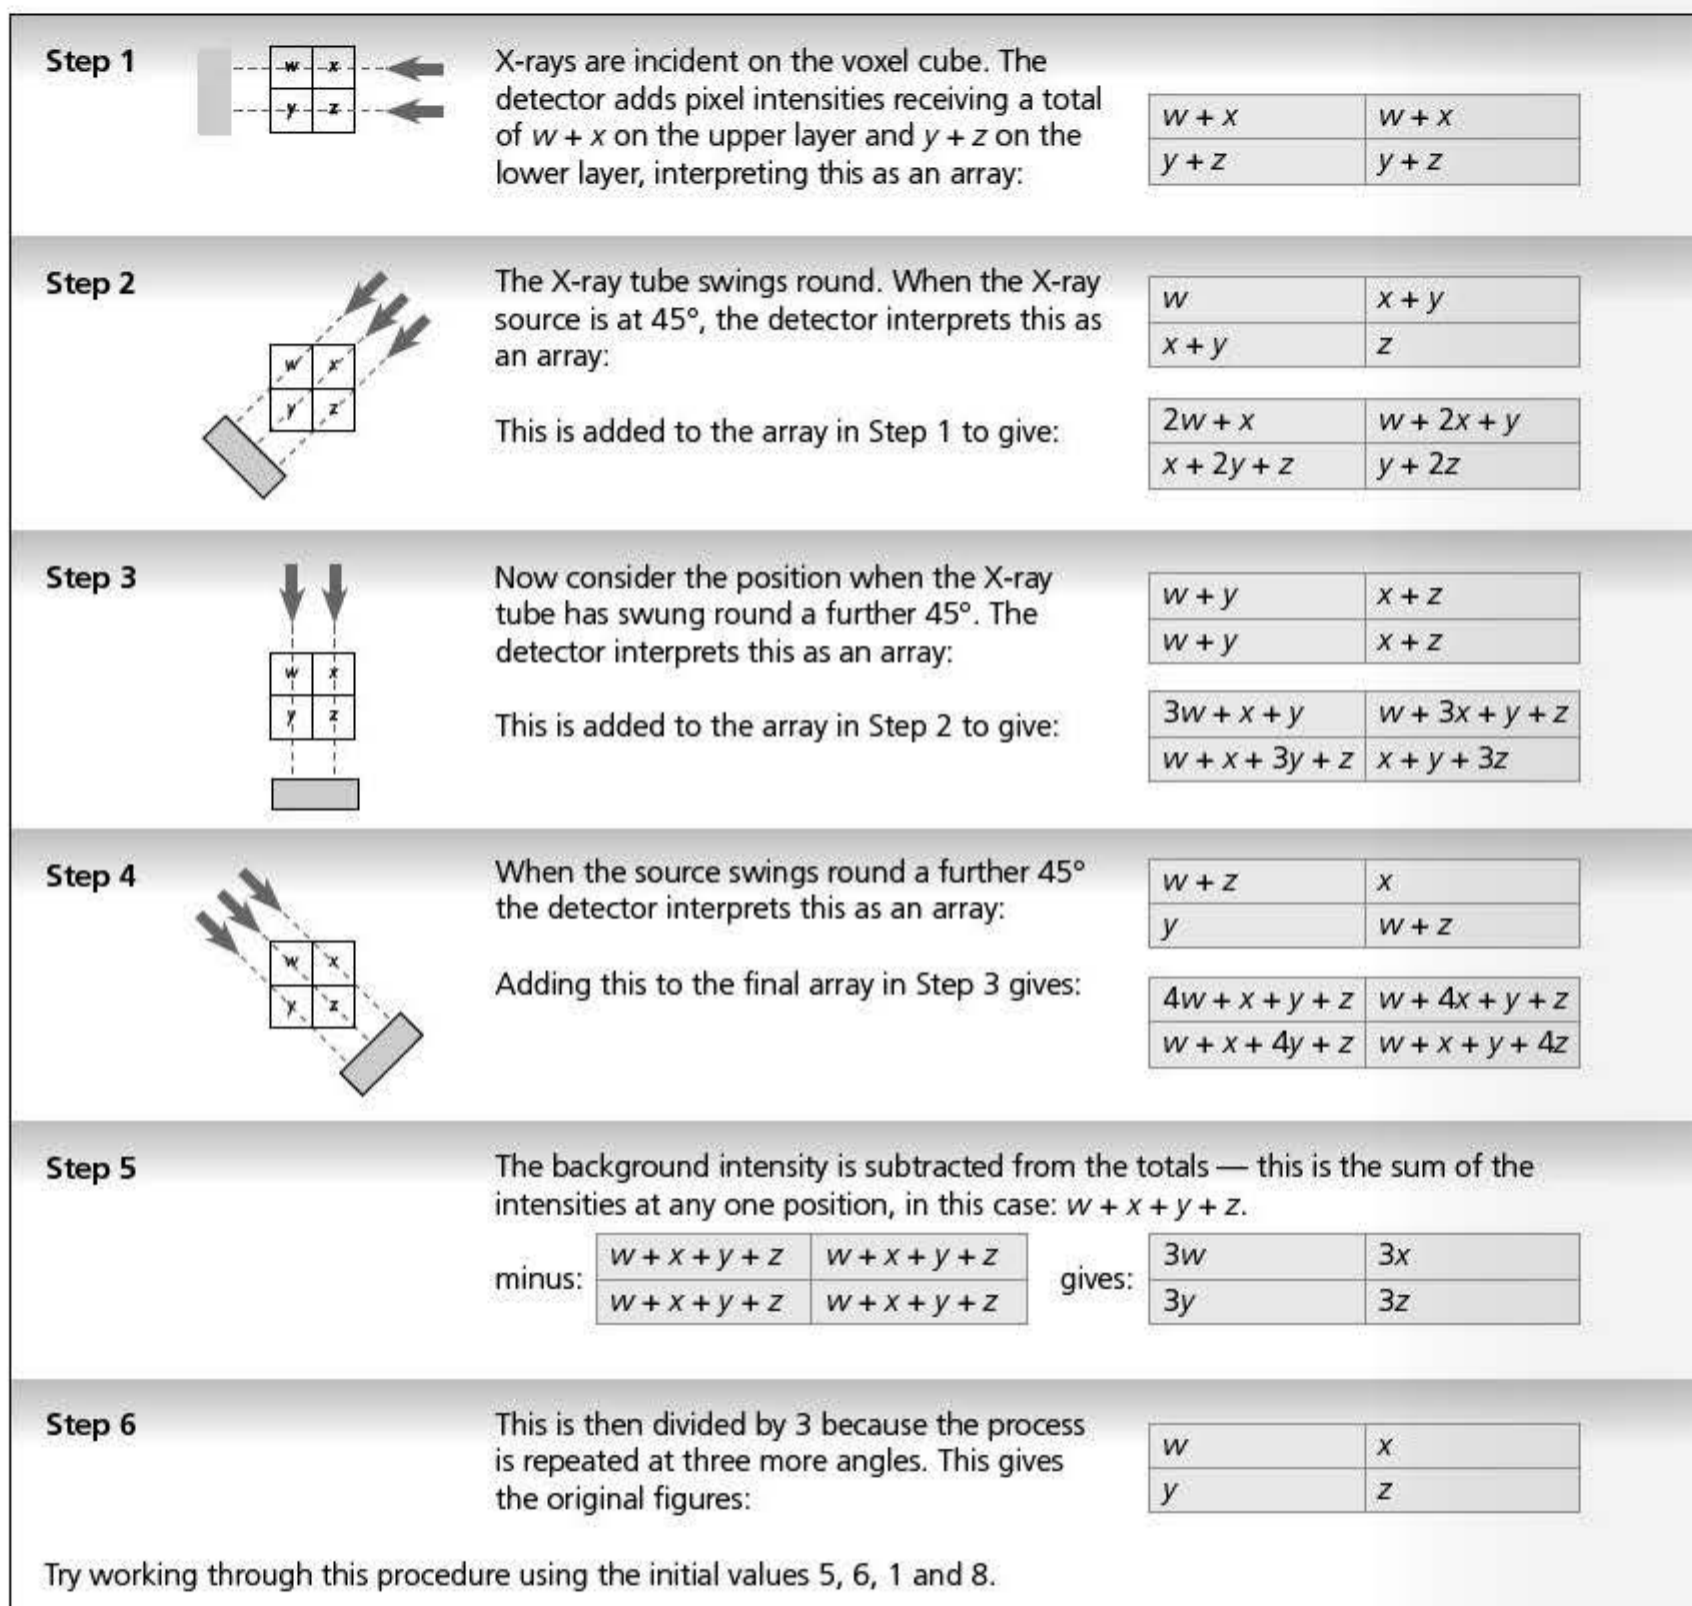 Step 1
w x
y z
X-rays are incident on the voxel cube. The
detector adds pixel intensities receiving a total
of w + x on the upper layer and y + z on the
lower layer, interpreting this as an array:
w + x w + x
y + z y + z
Step 2
w x
y z
The X-ray tube swings round. When the X-ray
source is at 45°, the detector interprets this as
an array:
w x + y
x + y z
This is added to the array in Step 1 to give:
2w + x w + 2x + y
x + 2y + z y + 2z
Step 3
w x
y z
Now consider the position when the X-ray
tube has swung round a further 45°. The
detector interprets this as an array:
w + y x + z
w + y x + z
This is added to the array in Step 2 to give:
3w + x + y w + 3x + y + z
w + x + 3y + z x + y + 3z
Step 4
w x
y z
When the source swings round a further 45°
the detector interprets this as an array:
w + z x
y w + z
Adding this to the final array in Step 3 gives:
4w + x + y + z w + 4x + y + z
w + x + 4y + z w + x + y + 4z
Step 5
The background intensity is subtracted from the totals — this is the sum of the
intensities at any one position, in this case: w + x + y + z.
minus:
w + x + y + z w + x + y + z
w + x + y + z w + x + y + z
gives:
3w 3x
3y 3z
Step 6
This is then divided by 3 because the process
is repeated at three more angles. This gives
the original figures:
w x
y z
Try working through this procedure using the initial values 5, 6, 1 and 8.